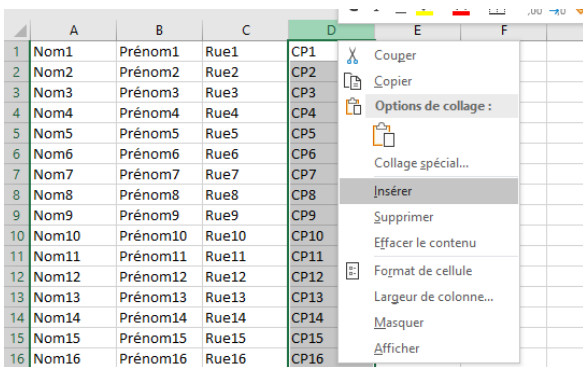 ,00 →,0
A B C D E F
1 Nom1 Prénom1 Rue1 CP1
2 Nom2 Prénom2 Rue2 CP2
3 Nom3 Prénom3 Rue3 CP3
4 Nom4 Prénom4 Rue4 CP4
5 Nom5 Prénom5 Rue5 CP5
6 Nom6 Prénom6 Rue6 CP6
7 Nom7 Prénom7 Rue7 CP7
8 Nom8 Prénom8 Rue8 CP8
9 Nom9 Prénom9 Rue9 CP9
10 Nom10 Prénom10 Rue10 CP10
11 Nom11 Prénom11 Rue11 CP11
12 Nom12 Prénom12 Rue12 CP12
13 Nom13 Prénom13 Rue13 CP13
14 Nom14 Prénom14 Rue14 CP14
15 Nom15 Prénom15 Rue15 CP15
16 Nom16 Prénom16 Rue16 CP16
Couper
Copier
Options de collage :
Collage spécial...
Insérer
Supprimer
Effacer le contenu
Format de cellule
Largeur de colonne...
Masquer
Afficher